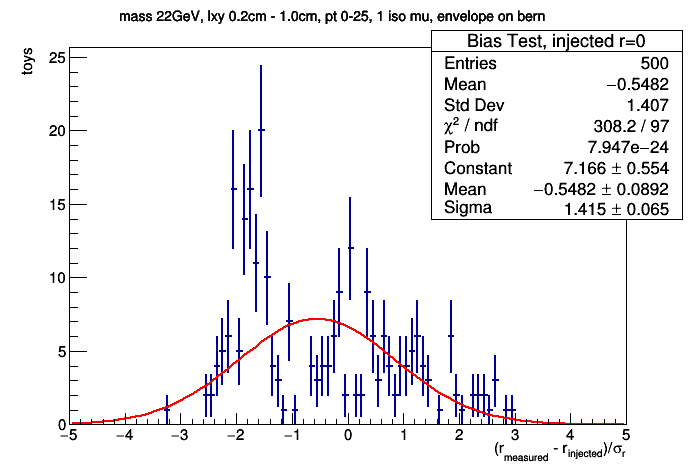 mass 22GeV, lxy 0.2cm - 1.0cm, pt 0-25, 1 iso mu, envelope on bern
Bias Test, injected r=0
Entries 500
Mean −0.5482
Std Dev 1.407
χ² / ndf 308.2 / 97
Prob 7.947e−24
Constant 7.166 ± 0.554
Mean −0.5482 ± 0.0892
Sigma 1.415 ± 0.065
toys
25
20
15
10
5
0
−5 −4 −3 −2 −1 0 1 2 3 4 5
(r_measured - r_injected)/σ_r